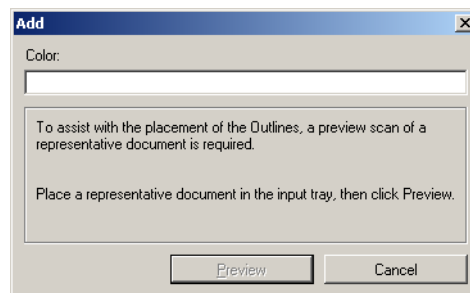 Add
Color:
To assist with the placement of the Outlines, a preview scan of a
representative document is required.
Place a representative document in the input tray, then click Preview.
Preview
Cancel